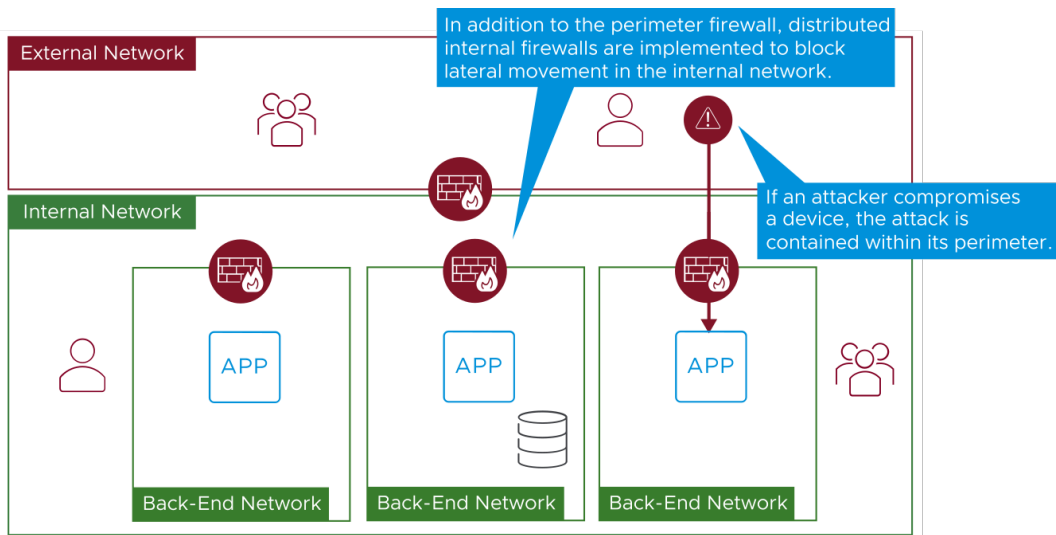 In addition to the perimeter firewall, distributed
internal firewalls are implemented to block
lateral movement in the internal network.
External Network
If an attacker compromises
a device, the attack is
contained within its perimeter.
Internal Network
APP
APP
APP
Back-End Network
Back-End Network
Back-End Network